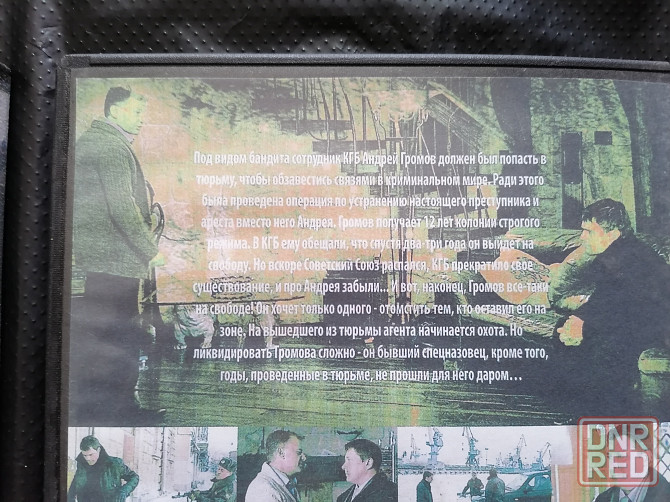 Под видом бандита сотрудник КГБ Андрей Громов должен был попасть в
тюрьму, чтобы обзавестись связями в криминальном мире. Ради этого
была проведена операция по устранению настоящего преступника и
ареста вместо него Андрея. Громов получает 12 лет колонии строгого
режима. В КГБ ему обещали, что спустя два-три года он выйдет на
свободу. Но вскоре Советский Союз распался, КГБ прекратило свое
существование, и про Андрея забыли... И вот, наконец, Громов все-таки
на свободе! Он хочет только одного - отомстить тем, кто оставил его на
зоне. На вышедшего из тюрьмы агента начинается охота. Но
ликвидировать Громова сложно - он бывший спецназовец, кроме того,
годы, проведенные в тюрьме, не прошли для него даром...
DNR
RED